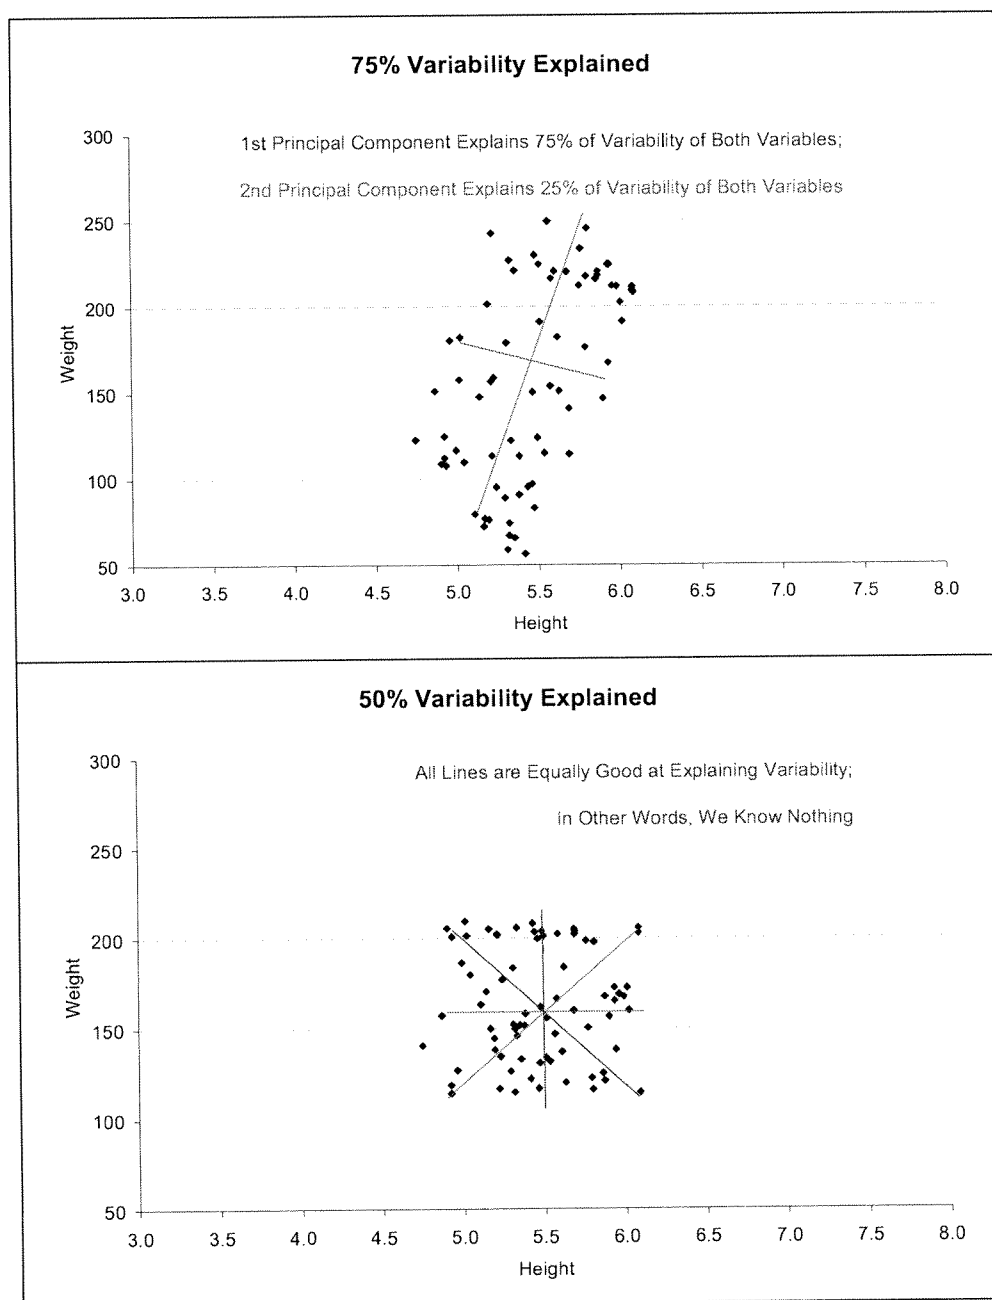 75% Variability Explained
1st Principal Component Explains 75% of Variability of Both Variables;
2nd Principal Component Explains 25% of Variability of Both Variables
300
250
200
150
100
50
Weight
3.0 3.5 4.0 4.5 5.0 5.5 6.0 6.5 7.0 7.5 8.0
Height
50% Variability Explained
All Lines are Equally Good at Explaining Variability;
in Other Words, We Know Nothing
300
250
200
150
100
50
Weight
3.0 3.5 4.0 4.5 5.0 5.5 6.0 6.5 7.0 7.5 8.0
Height